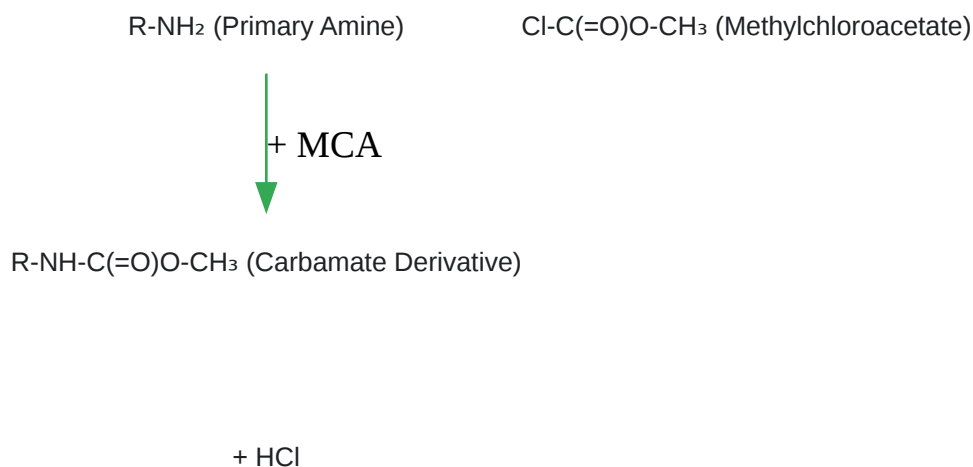 R-NH₂ (Primary Amine) Cl-C(=O)O-CH₃ (Methylchloroacetate)
+ MCA
R-NH-C(=O)O-CH₃ (Carbamate Derivative)
+ HCl